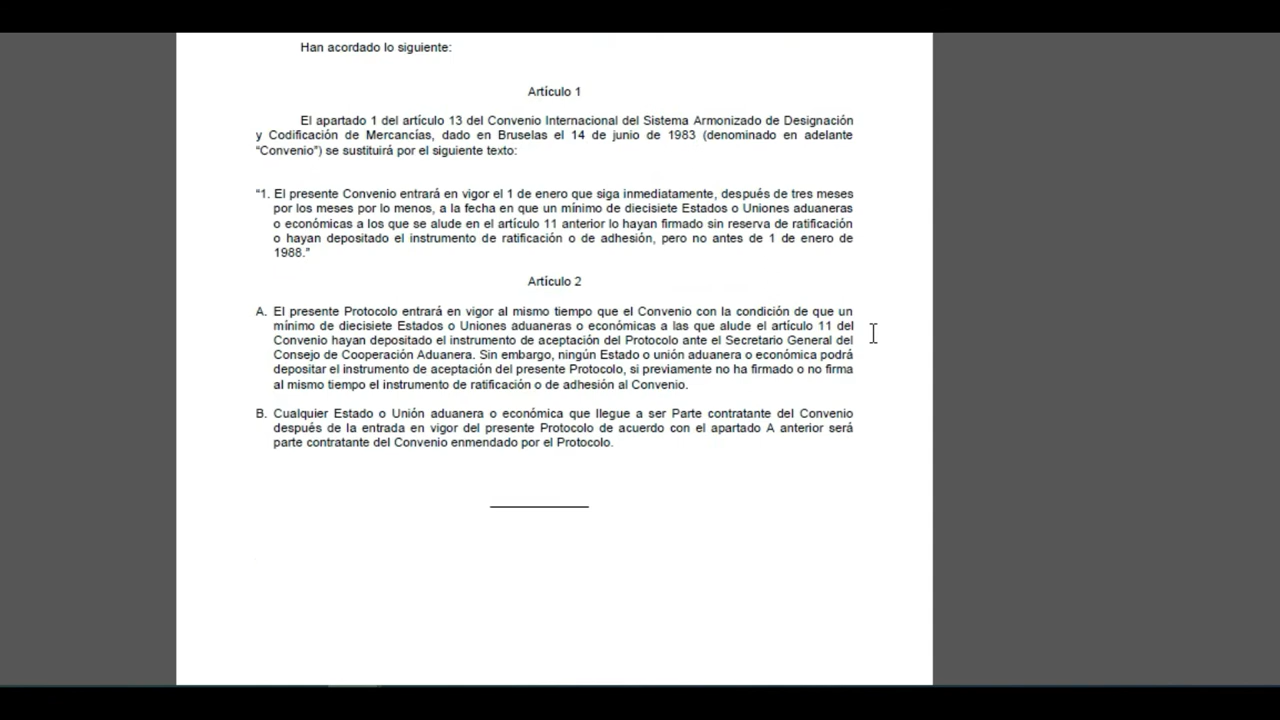 Han acordado lo siguiente:
Artículo 1
El apartado 1 del artículo 13 del Convenio Internacional del Sistema Armonizado de Designación
y Codificación de Mercancías, dado en Bruselas el 14 de junio de 1983 (denominado en adelante
“Convenio”) se sustituirá por el siguiente texto:
“1. El presente Convenio entrará en vigor el 1 de enero que siga inmediatamente, después de tres meses
por los meses por lo menos, a la fecha en que un mínimo de diecisiete Estados o Uniones aduaneras
o económicas a los que se alude en el artículo 11 anterior lo hayan firmado sin reserva de ratificación
o hayan depositado el instrumento de ratificación o de adhesión, pero no antes de 1 de enero de
1988.”
Artículo 2
A. El presente Protocolo entrará en vigor al mismo tiempo que el Convenio con la condición de que un
mínimo de diecisiete Estados o Uniones aduaneras o económicas a las que alude el artículo 11 del
Convenio hayan depositado el instrumento de aceptación del Protocolo ante el Secretario General del
Consejo de Cooperación Aduanera. Sin embargo, ningún Estado o unión aduanera o económica podrá
depositar el instrumento de aceptación del presente Protocolo, si previamente no ha firmado o no firma
al mismo tiempo el instrumento de ratificación o de adhesión al Convenio.
B. Cualquier Estado o Unión aduanera o económica que llegue a ser Parte contratante del Convenio
después de la entrada en vigor del presente Protocolo de acuerdo con el apartado A anterior será
parte contratante del Convenio enmendado por el Protocolo.